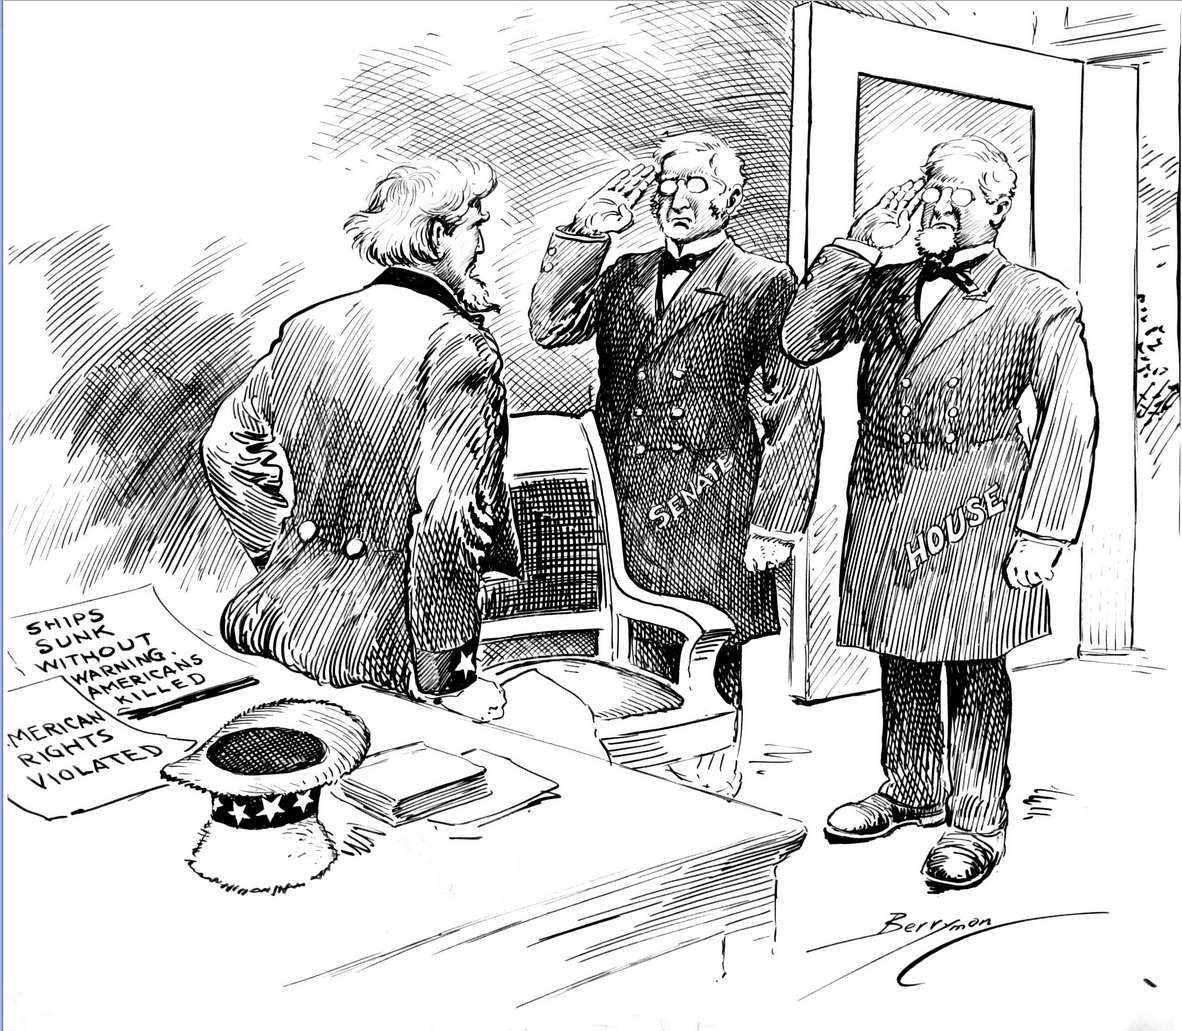 SHIPS
SUNK
WITHOUT
WARNING.
AMERICANS
KILLED
MERICAN
RIGHTS
VIOLATED
SENATE
HOUSE
Berryman